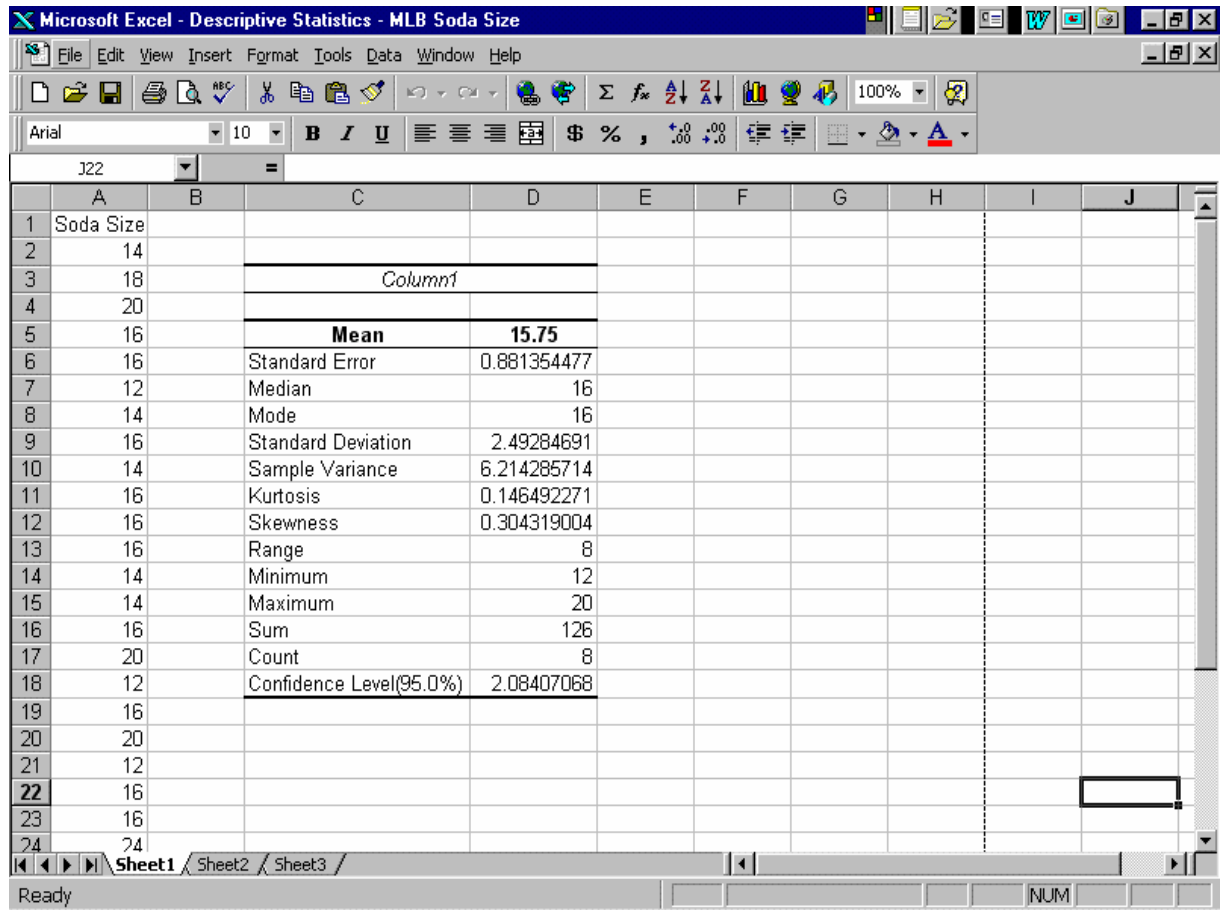 Microsoft Excel - Descriptive Statistics - MLB Soda Size
File Edit View Insert Format Tools Data Window Help
100%
Arial 10 B I U $ % ,
J22 =
A B C D E F G H I J
1 Soda Size
2 14
3 18 Column1
4 20
5 16 Mean 15.75
6 16 Standard Error 0.881354477
7 12 Median 16
8 14 Mode 16
9 16 Standard Deviation 2.49284691
10 14 Sample Variance 6.214285714
11 16 Kurtosis 0.146492271
12 16 Skewness 0.304319004
13 16 Range 8
14 14 Minimum 12
15 14 Maximum 20
16 16 Sum 126
17 20 Count 8
18 12 Confidence Level(95.0%) 2.08407068
19 16
20 20
21 12
22 16
23 16
24 24
Sheet1 Sheet2 Sheet3
Ready NUM